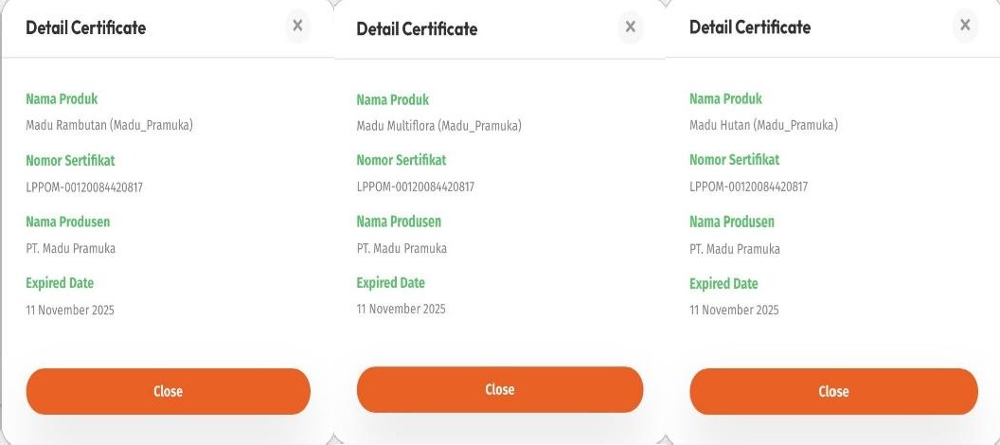 Detail Certificate
X
Nama Produk
Madu Rambutan (Madu_Pramuka)
Nomor Sertifikat
LPPOM-00120084420817
Nama Produsen
PT. Madu Pramuka
Expired Date
11 November 2025
Close
Detail Certificate
X
Nama Produk
Madu Multiflora (Madu_Pramuka)
Nomor Sertifikat
LPPOM-00120084420817
Nama Produsen
PT. Madu Pramuka
Expired Date
11 November 2025
Close
Detail Certificate
X
Nama Produk
Madu Hutan (Madu_Pramuka)
Nomor Sertifikat
LPPOM-00120084420817
Nama Produsen
PT. Madu Pramuka
Expired Date
11 November 2025
Close